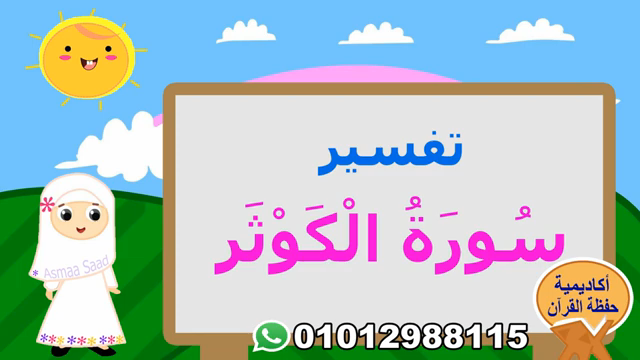 تفسير
سُورَةُ الْكَوْثَر
* Asmaa Saad
أكاديمية
حفظة القرآن
01012988115